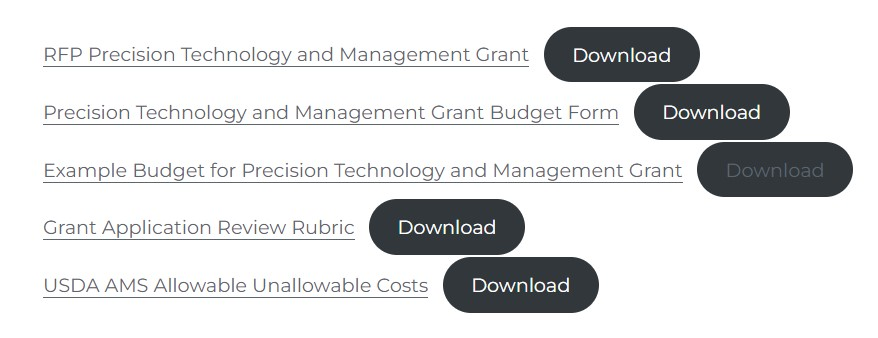 RFP Precision Technology and Management Grant Download
Precision Technology and Management Grant Budget Form Download
Example Budget for Precision Technology and Management Grant Download
Grant Application Review Rubric Download
USDA AMS Allowable Unallowable Costs Download